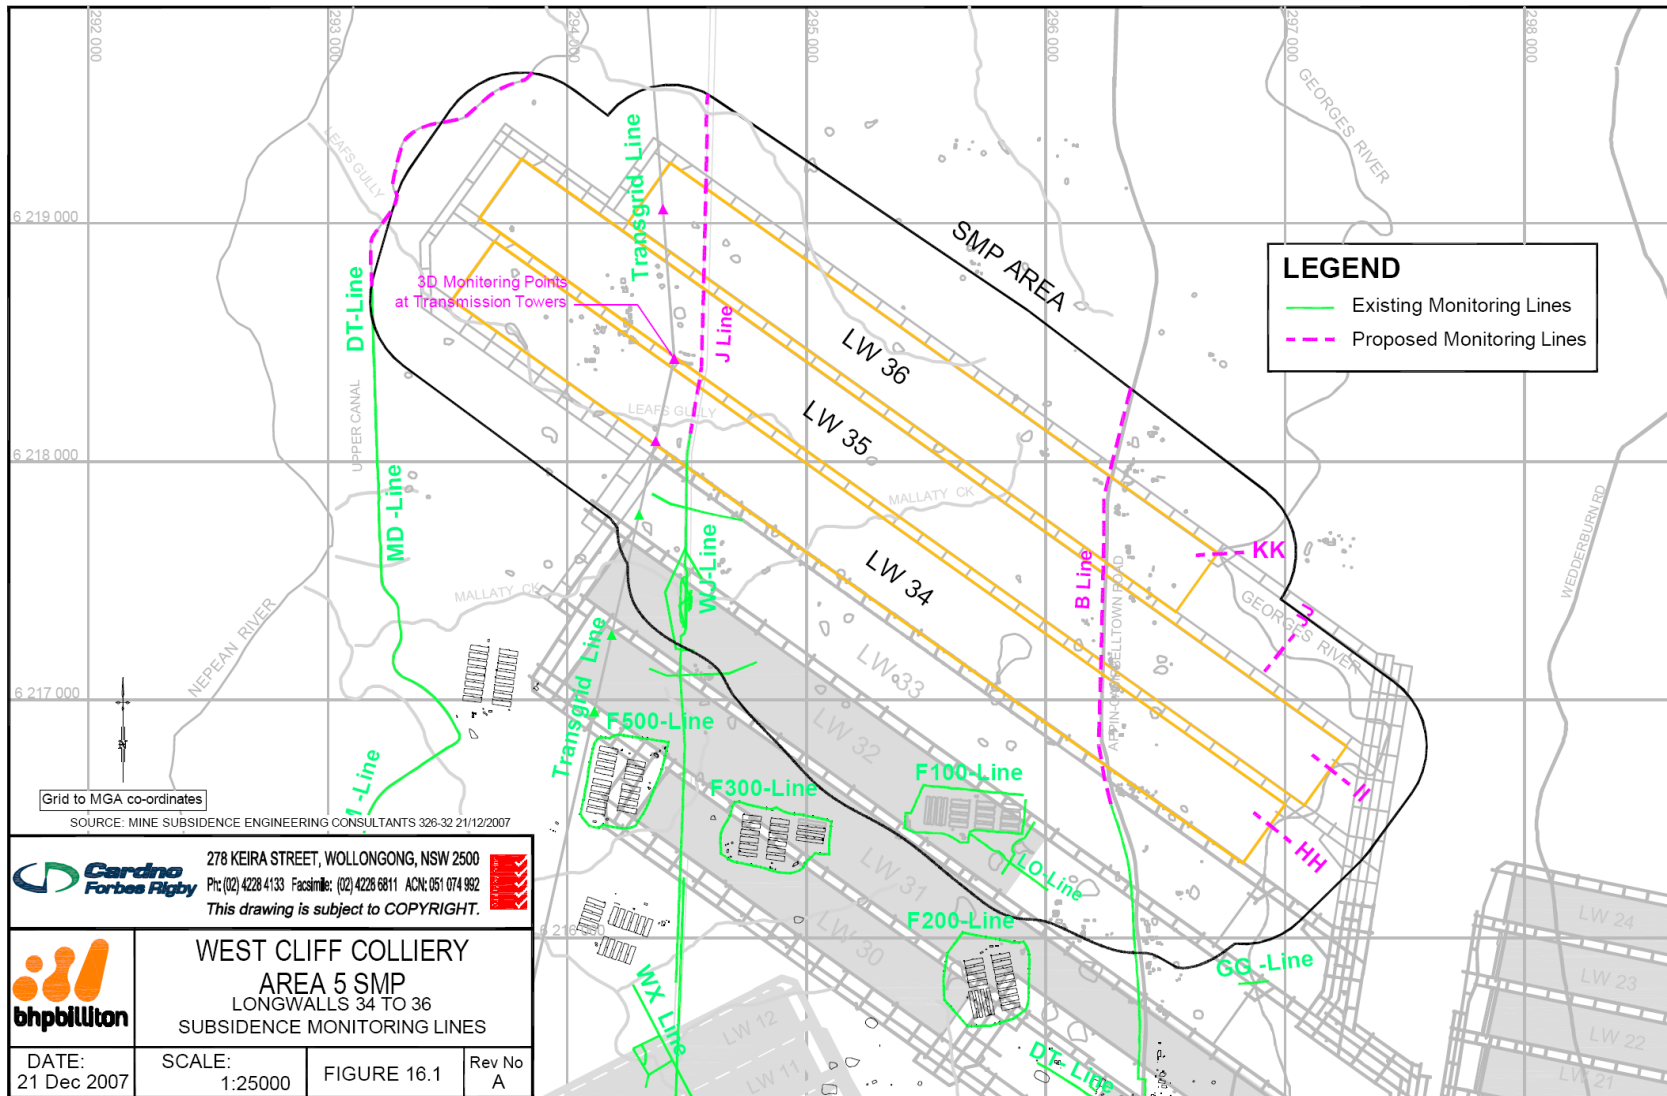 292 000
293 000
294 000
295 000
296 000
297 000
298 000
GEORGES RIVER
LEAFS GULLY
Transgrid Line
6 219 000
SMP AREA
LEGEND
Existing Monitoring Lines
Proposed Monitoring Lines
3D Monitoring Points
at Transmission Towers
DT-Line
J Line
LW 36
UPPER CANAL
LEAFS GULLY
LW 35
6 218 000
MALLATY CK
MD -Line
WEDDERBURN RD
WJ-Line
KK
LW 34
B Line
APPIN-CAMPBELLTOWN ROAD
MALLATY CK
GEORGES RIVER
JJ
NEPEAN RIVER
LW 33
6 217 000
Transgrid Line
F500-Line
LW 32
N
F100-Line
F300-Line
II
Grid to MGA co-ordinates
-Line
SOURCE: MINE SUBSIDENCE ENGINEERING CONSULTANTS 326-32 21/12/2007
HH
LO-Line
LW 31
Cardno
Forbes Rigby
278 KEIRA STREET, WOLLONGONG, NSW 2500
Ph: (02) 4228 4133 Facsimile: (02) 4228 6811 ACN: 051 074 992
This drawing is subject to COPYRIGHT.
F200-Line
6 216 000
LW 30
LW 24
GG -Line
LW 23
WX Line
LW 12
LW 22
DT- Line
LW 11
LW 21
bhpbilliton
WEST CLIFF COLLIERY
AREA 5 SMP
LONGWALLS 34 TO 36
SUBSIDENCE MONITORING LINES
DATE:
21 Dec 2007
SCALE:
1:25000
FIGURE 16.1
Rev No
A